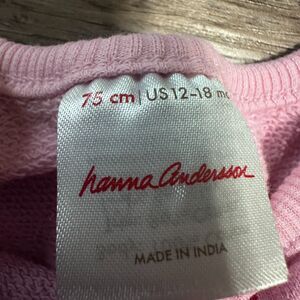 75 cm | US 12-18 mo
hanna andersson
MADE IN INDIA